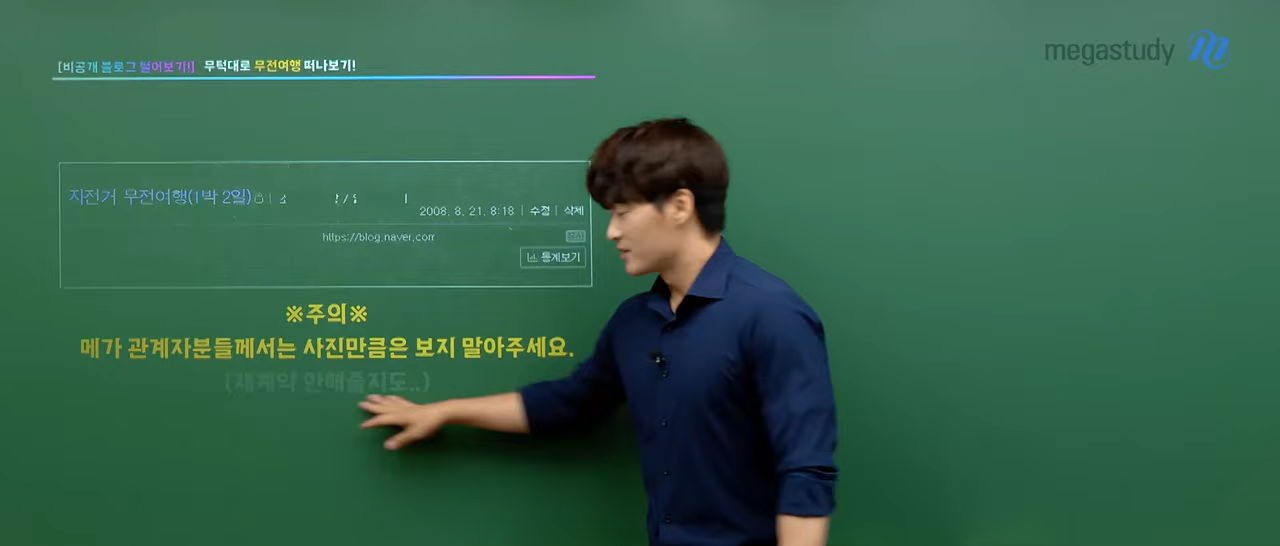 megastudy
[비공개 블로그 털어보기!] 무턱대로 무전여행 떠나보기!
자전거 무전여행(1박 2일)
2008. 8. 21. 8:18 | 수정 | 삭제
https://blog.naver.com
통계보기
※주의※
메가 관계자분들께서는 사진만큼은 보지 말아주세요.
(재계약 안해줄지도..)